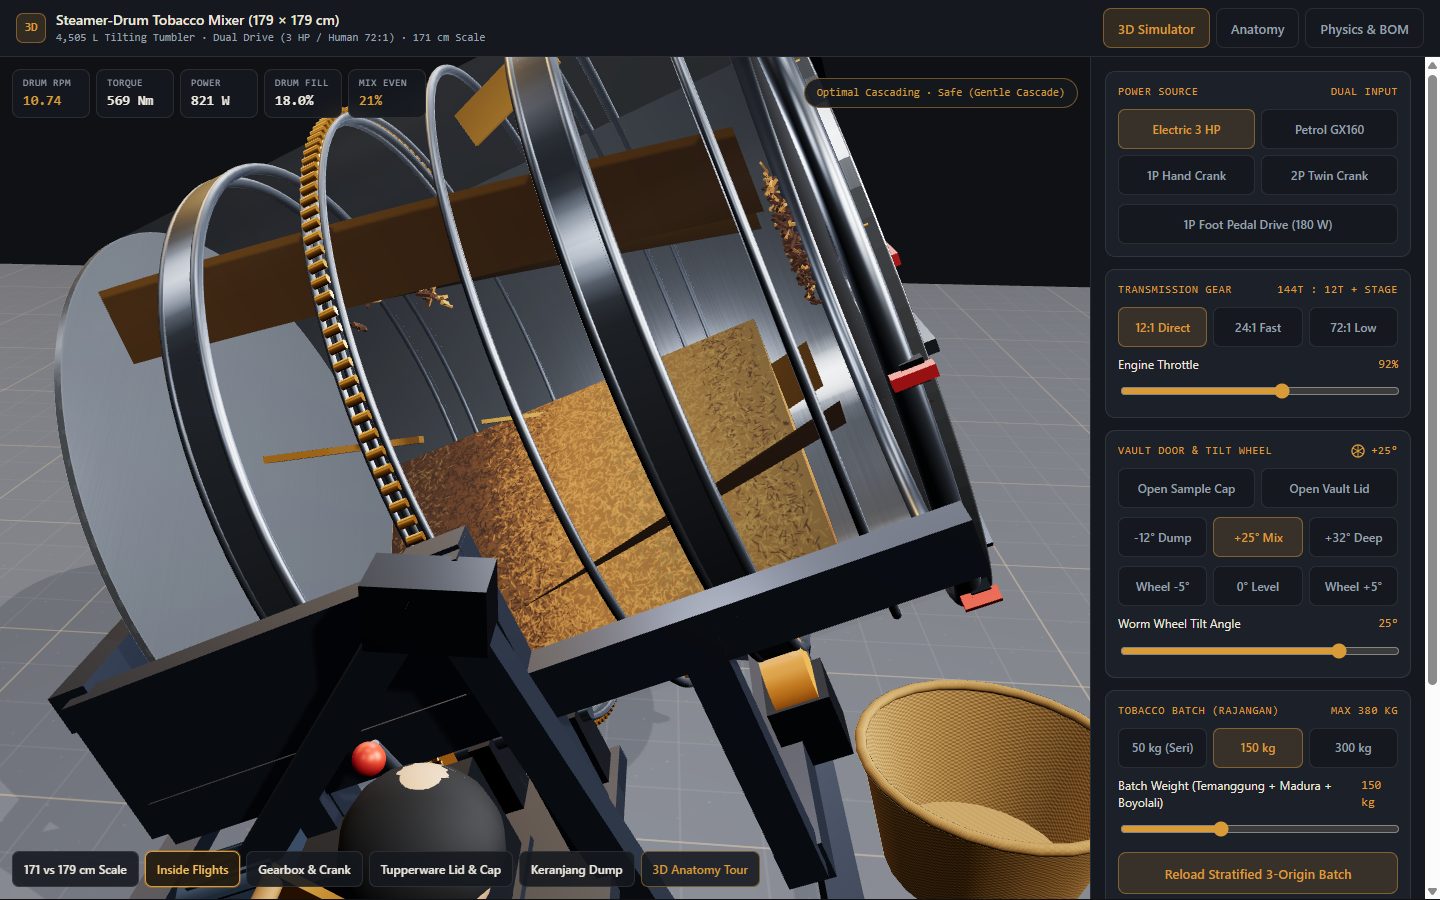 3D
Steamer-Drum Tobacco Mixer (179 × 179 cm)
4,505 L Tilting Tumbler · Dual Drive (3 HP / Human 72:1) · 171 cm Scale
3D Simulator
Anatomy
Physics & BOM
DRUM RPM
10.74
TORQUE
569 Nm
POWER
821 W
DRUM FILL
18.0%
MIX EVEN
21%
Optimal Cascading · Safe (Gentle Cascade)
POWER SOURCE
DUAL INPUT
Electric 3 HP
Petrol GX160
1P Hand Crank
2P Twin Crank
1P Foot Pedal Drive (180 W)
TRANSMISSION GEAR
144T : 12T + STAGE
12:1 Direct
24:1 Fast
72:1 Low
Engine Throttle
92%
VAULT DOOR & TILT WHEEL
+25°
Open Sample Cap
Open Vault Lid
-12° Dump
+25° Mix
+32° Deep
Wheel -5°
0° Level
Wheel +5°
Worm Wheel Tilt Angle
25°
TOBACCO BATCH (RAJANGAN)
MAX 380 KG
50 kg (Seri)
150 kg
300 kg
Batch Weight (Temanggung + Madura +
Boyolali)
150
kg
Reload Stratified 3-Origin Batch
171 vs 179 cm Scale
Inside Flights
Gearbox & Crank
Tupperware Lid & Cap
Keranjang Dump
3D Anatomy Tour